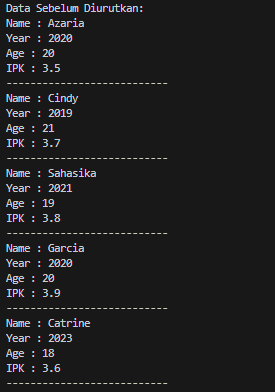 Data Sebelum Diurutkan:
Name : Azaria
Year : 2020
Age : 20
IPK : 3.5
---------------------------
Name : Cindy
Year : 2019
Age : 21
IPK : 3.7
---------------------------
Name : Sahasika
Year : 2021
Age : 19
IPK : 3.8
---------------------------
Name : Garcia
Year : 2020
Age : 20
IPK : 3.9
---------------------------
Name : Catrine
Year : 2023
Age : 18
IPK : 3.6
---------------------------